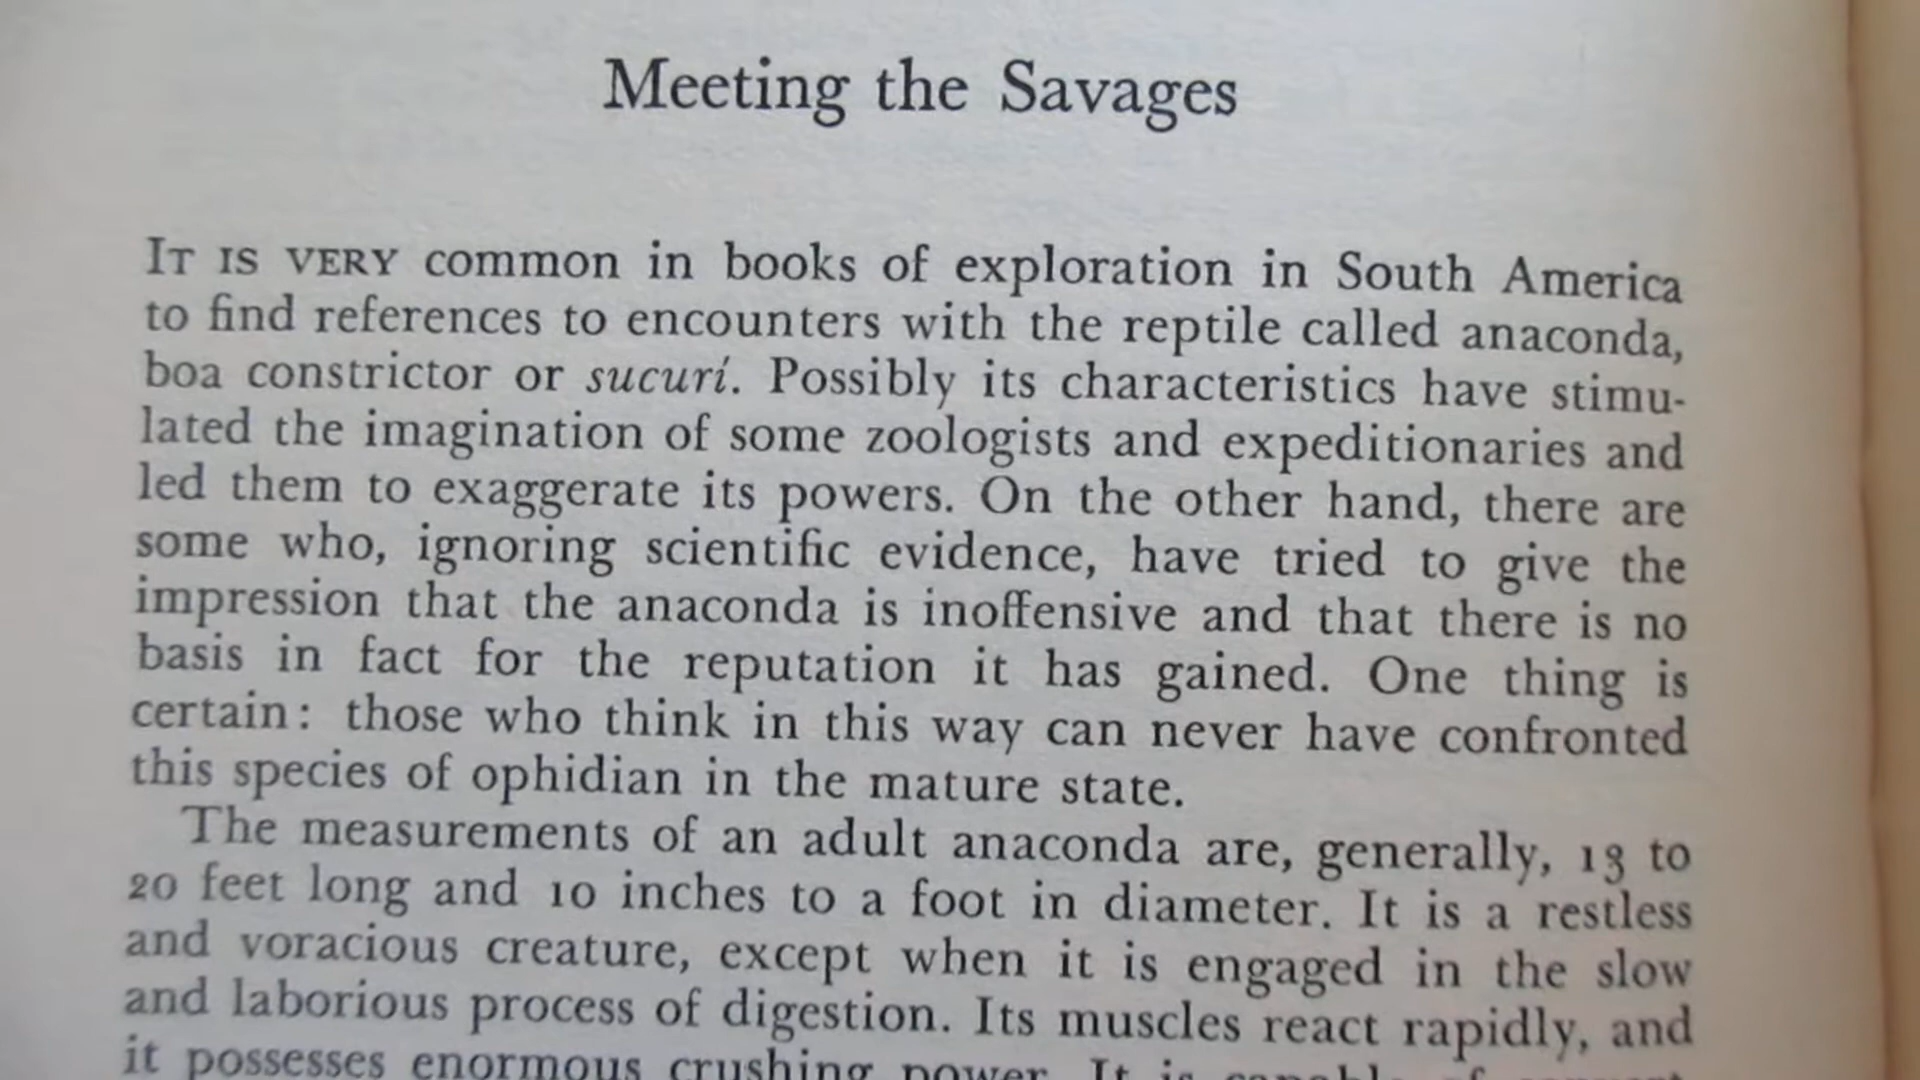 Meeting the Savages
IT IS VERY common in books of exploration in South America
to find references to encounters with the reptile called anaconda,
boa constrictor or sucurí. Possibly its characteristics have stimu-
lated the imagination of some zoologists and expeditionaries and
led them to exaggerate its powers. On the other hand, there are
some who, ignoring scientific evidence, have tried to give the
impression that the anaconda is inoffensive and that there is no
basis in fact for the reputation it has gained. One thing is
certain: those who think in this way can never have confronted
this species of ophidian in the mature state.
The measurements of an adult anaconda are, generally, 13 to
20 feet long and 10 inches to a foot in diameter. It is a restless
and voracious creature, except when it is engaged in the slow
and laborious process of digestion. Its muscles react rapidly, and
it possesses enormous crushing power. It is